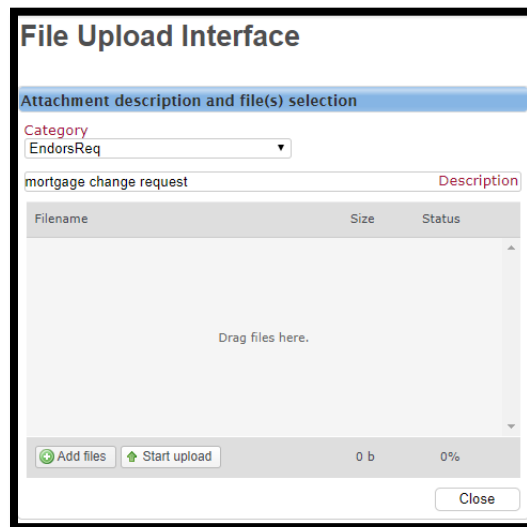 File Upload Interface
Attachment description and file(s) selection
Category
EndorsReq
mortgage change request Description
Filename Size Status
Drag files here.
Add files Start upload 0 b 0%
Close